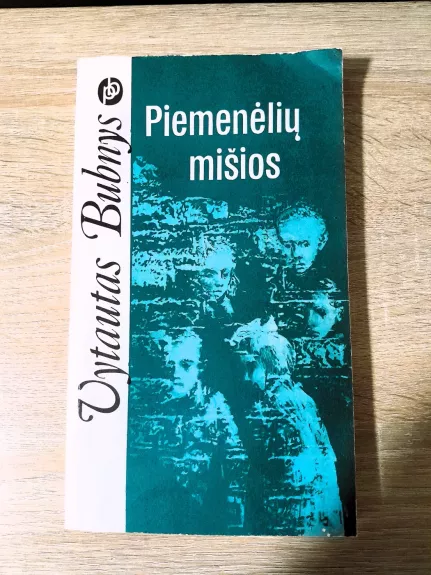 Vytautas Bubnys
Piemenėlių
mišios